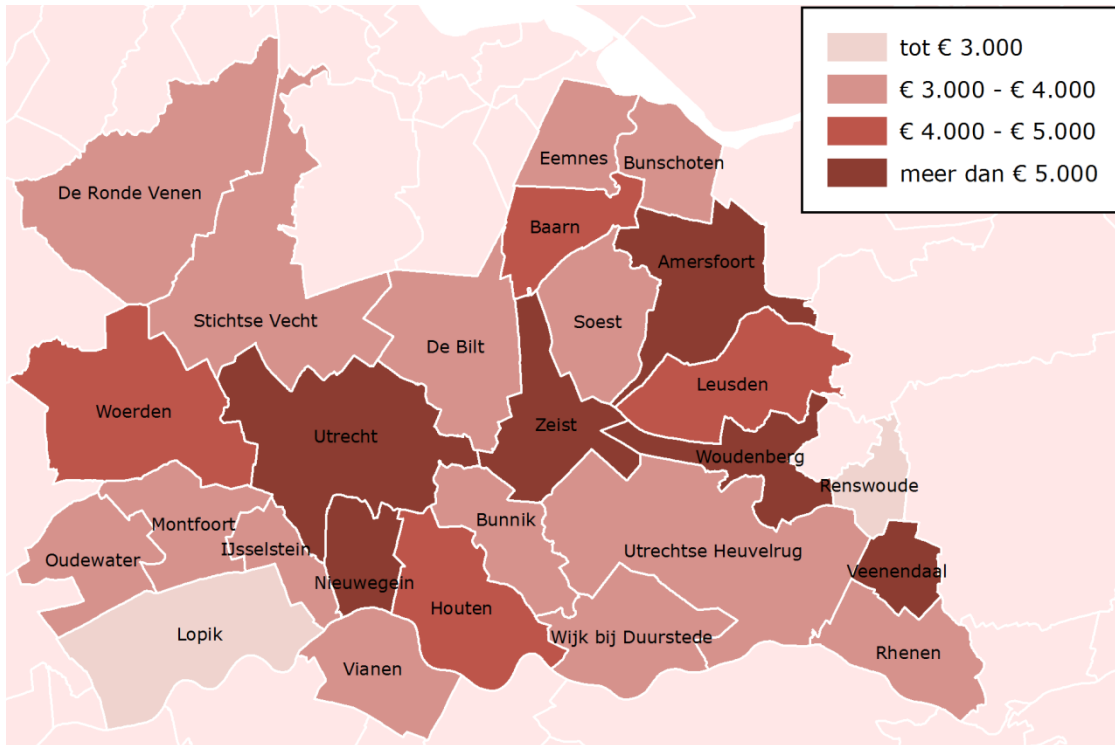 tot € 3.000
€ 3.000 - € 4.000
€ 4.000 - € 5.000
meer dan € 5.000
Eemnes
Bunschoten
De Ronde Venen
Baarn
Amersfoort
Stichtse Vecht
Soest
De Bilt
Leusden
Woerden
Zeist
Utrecht
Woudenberg
Renswoude
Bunnik
Montfoort
IJsselstein
Utrechtse Heuvelrug
Oudewater
Veenendaal
Nieuwegein
Houten
Lopik
Wijk bij Duurstede
Rhenen
Vianen